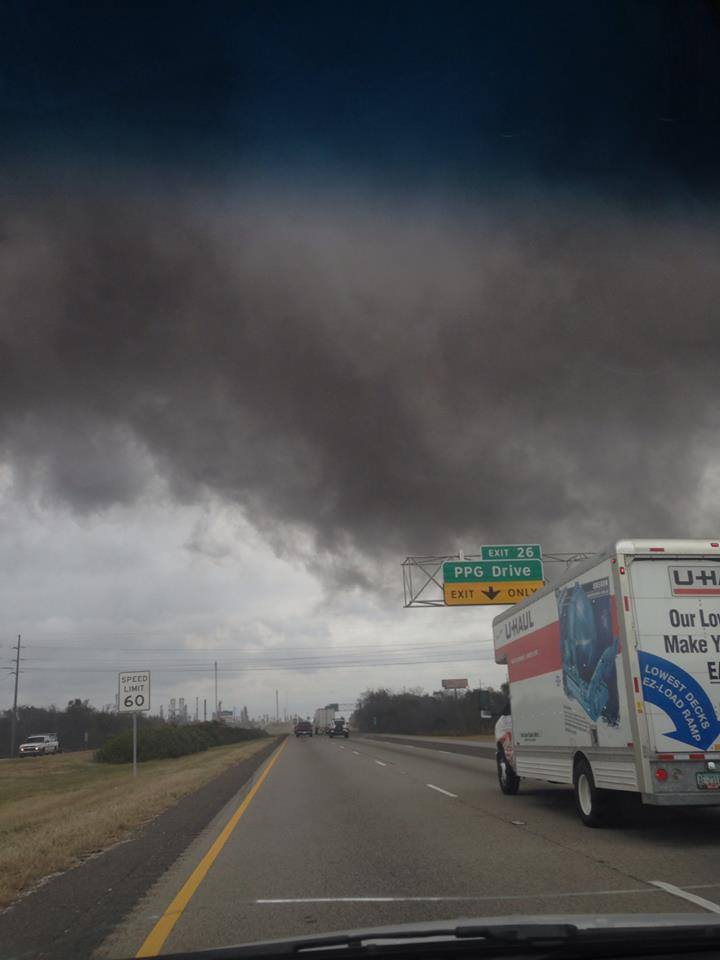 EXIT 26
PPG Drive
EXIT ONLY
SPEED
LIMIT
60
U-HAUL
U-HA
Our Lo
Make Y
E
LOWEST DECKS
EZ-LOAD RAMP